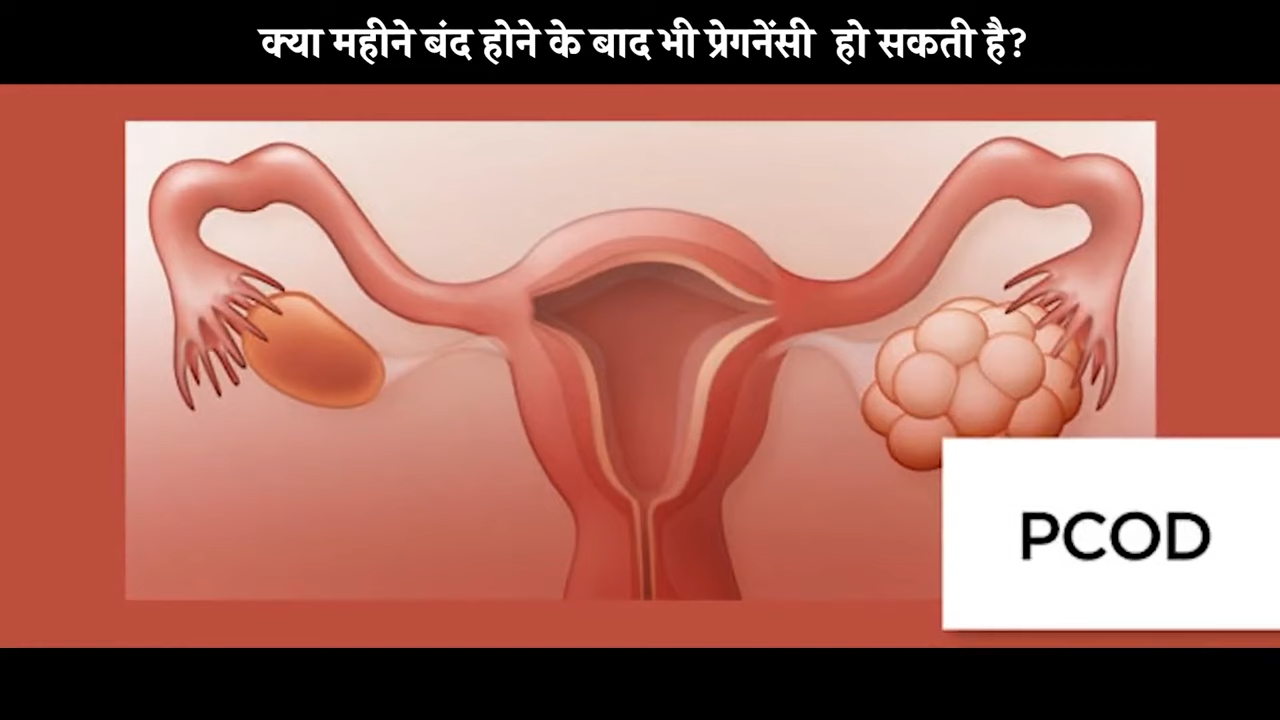 क्या महीने बंद होने के बाद भी प्रेगनेंसी हो सकती है?
PCOD